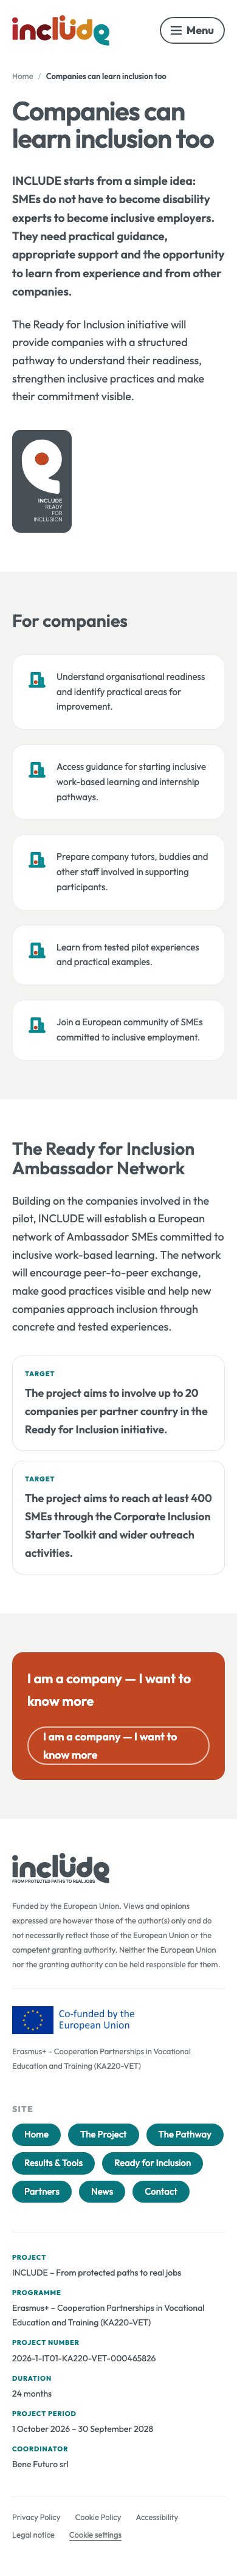 include
Menu
Home / Companies can learn inclusion too
Companies can
learn inclusion too
INCLUDE starts from a simple idea:
SMEs do not have to become disability
experts to become inclusive employers.
They need practical guidance,
appropriate support and the opportunity
to learn from experience and from other
companies.
The Ready for Inclusion initiative will
provide companies with a structured
pathway to understand their readiness,
strengthen inclusive practices and make
their commitment visible.
INCLUDE
READY
FOR
INCLUSION
For companies
Understand organisational readiness
and identify practical areas for
improvement.
Access guidance for starting inclusive
work-based learning and internship
pathways.
Prepare company tutors, buddies and
other staff involved in supporting
participants.
Learn from tested pilot experiences
and practical examples.
Join a European community of SMEs
committed to inclusive employment.
The Ready for Inclusion
Ambassador Network
Building on the companies involved in the
pilot, INCLUDE will establish a European
network of Ambassador SMEs committed to
inclusive work-based learning. The network
will encourage peer-to-peer exchange,
make good practices visible and help new
companies approach inclusion through
concrete and tested experiences.
TARGET
The project aims to involve up to 20
companies per partner country in the
Ready for Inclusion initiative.
TARGET
The project aims to reach at least 400
SMEs through the Corporate Inclusion
Starter Toolkit and wider outreach
activities.
I am a company — I want to
know more
I am a company — I want to
know more
include
FROM PROTECTED PATHS TO REAL JOBS
Funded by the European Union. Views and opinions
expressed are however those of the author(s) only and do
not necessarily reflect those of the European Union or the
competent granting authority. Neither the European Union
nor the granting authority can be held responsible for them.
Co-funded by the
European Union
Erasmus+ – Cooperation Partnerships in Vocational
Education and Training (KA220-VET)
SITE
Home The Project The Pathway
Results & Tools Ready for Inclusion
Partners News Contact
PROJECT
INCLUDE – From protected paths to real jobs
PROGRAMME
Erasmus+ – Cooperation Partnerships in Vocational
Education and Training (KA220-VET)
PROJECT NUMBER
2026-1-IT01-KA220-VET-000465826
DURATION
24 months
PROJECT PERIOD
1 October 2026 – 30 September 2028
COORDINATOR
Bene Futuro srl
Privacy Policy Cookie Policy Accessibility
Legal notice Cookie settings